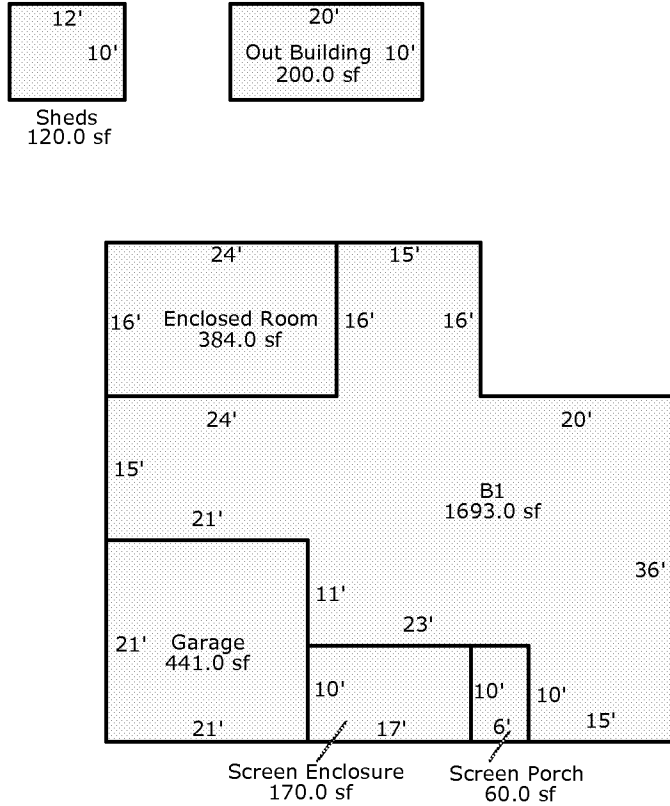 12'
10'
Sheds
120.0 sf
20'
Out Building 10'
200.0 sf
24'
15'
16'
Enclosed Room
384.0 sf
16'
16'
24'
20'
15'
B1
1693.0 sf
21'
36'
11'
23'
21'
Garage
441.0 sf
21'
10'
17'
10'
6'
10'
15'
Screen Enclosure
170.0 sf
Screen Porch
60.0 sf